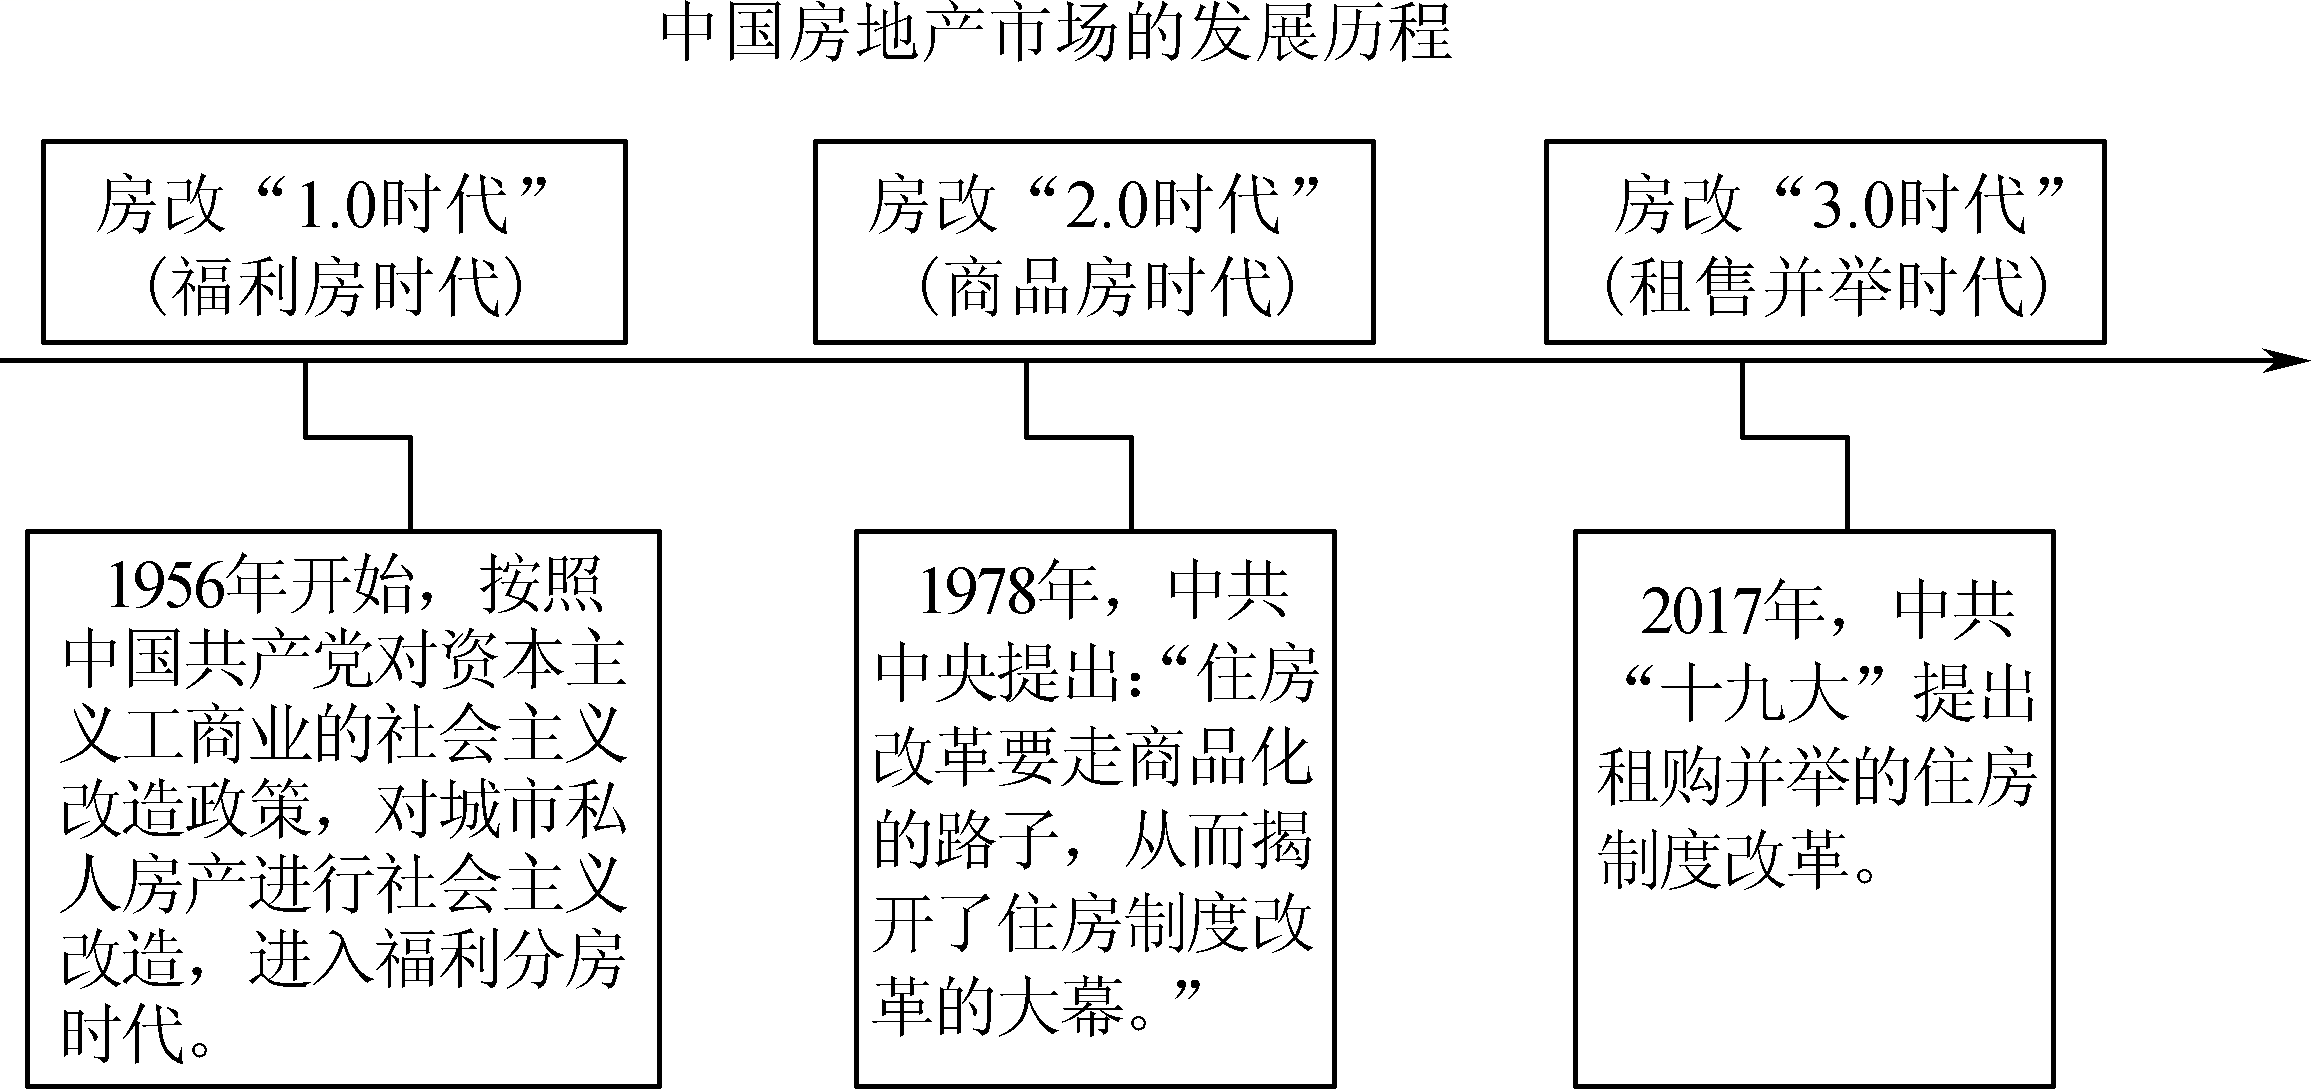 中国房地产市场的发展历程
房改“1.0时代”
(福利房时代)
房改“2.0时代”
(商品房时代)
房改“3.0时代”
(租售并举时代)
1956年开始，按照
中国共产党对资本主
义工商业的社会主义
改造政策，对城市私
人房产进行社会主义
改造，进入福利分房
时代。
1978年，中共
中央提出：“住房
改革要走商品化
的路子，从而揭
开了住房制度改
革的大幕。”
2017年，中共
“十九大”提出
租购并举的住房
制度改革。